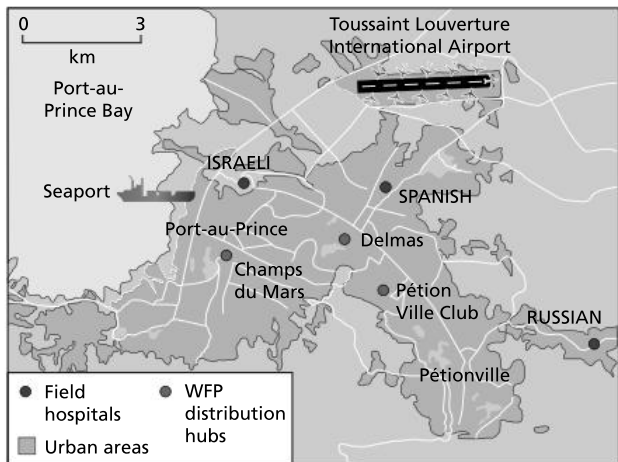 0 3
km
Toussaint Louverture
International Airport
Port-au-
Prince Bay
ISRAELI
Seaport
SPANISH
Port-au-Prince
Delmas
Champs
du Mars
Pétion
Ville Club
RUSSIAN
Pétionville
Field
hospitals
WFP
distribution
hubs
Urban areas